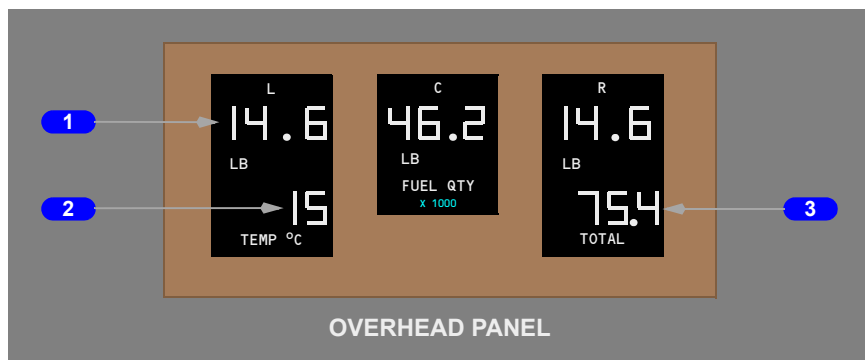 L
14.6
LB
15
TEMP °C
C
46.2
LB
FUEL QTY
X 1000
R
14.6
LB
75.4
TOTAL
1
2
3
OVERHEAD PANEL